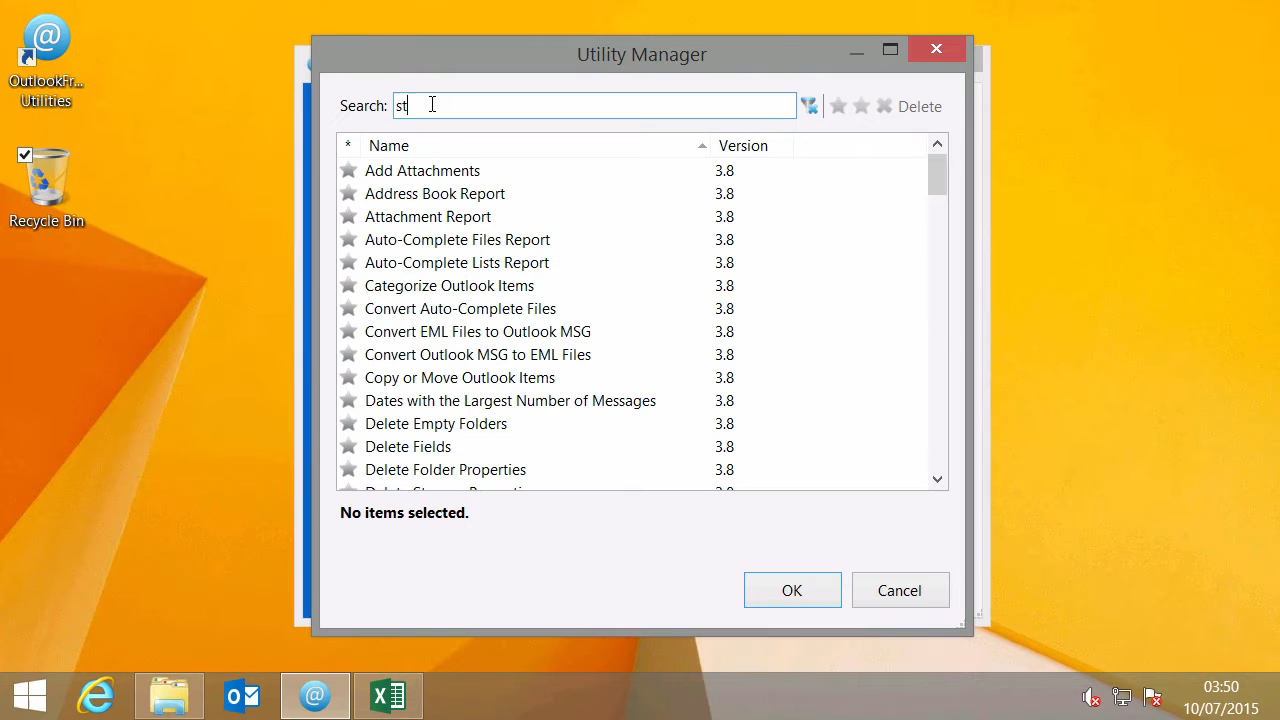 OutlookFr...
Utilities
Recycle Bin
Utility Manager
Search: st
Delete
* Name Version
Add Attachments 3.8
Address Book Report 3.8
Attachment Report 3.8
Auto-Complete Files Report 3.8
Auto-Complete Lists Report 3.8
Categorize Outlook Items 3.8
Convert Auto-Complete Files 3.8
Convert EML Files to Outlook MSG 3.8
Convert Outlook MSG to EML Files 3.8
Copy or Move Outlook Items 3.8
Dates with the Largest Number of Messages 3.8
Delete Empty Folders 3.8
Delete Fields 3.8
Delete Folder Properties 3.8
No items selected.
OK Cancel
03:50
10/07/2015